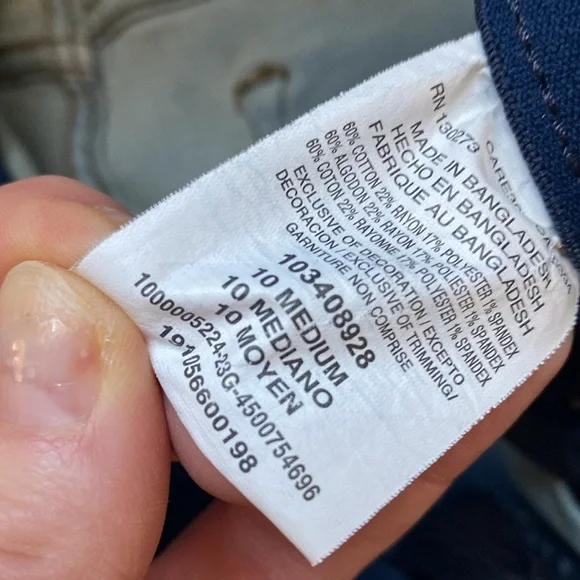 RN 130273
MADE IN BANGLADESH
HECHO EN BANGLADESH
FABRIQUE AU BANGLADESH
60% COTTON 22% RAYON 17% POLYESTER 1% SPANDEX
60% ALGODON 22% RAYON 17% POLIESTER 1% SPANDEX
60% COTON 22% RAYONNE 17% POLYESTER 1% SPANDEX
EXCLUSIVE OF DECORATION, EXCEPTO
DECORACION, EXCLUSIVE OF TRIMMING/
GARNITURE NON COMPRISE
103408928
10 MEDIUM
10 MEDIANO
10 MOYEN
1000005224-23G-4500754696
191056600198